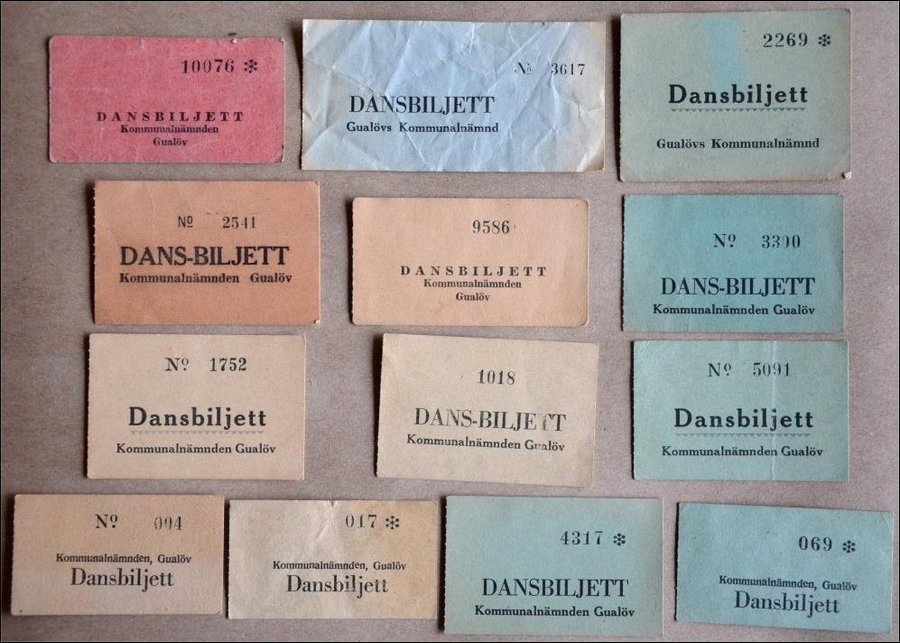 10076 *
DANSBILJETT
Kommunalnämnden
Gualöv
№ 3617
DANSBILJETT
Gualövs Kommunalnämnd
2269 *
Dansbiljett
Gualövs Kommunalnämnd
№ 2541
DANS-BILJETT
Kommunalnämnden Gualöv
9586
DANSBILJETT
Kommunalnämnden
Gualöv
№ 3390
DANS-BILJETT
Kommunalnämnden Gualöv
№ 1752
Dansbiljett
Kommunalnämnden Gualöv
1018
DANS-BILJETT
Kommunalnämnden Gualöv
№ 5091
Dansbiljett
Kommunalnämnden Gualöv
№ 004
Kommunalnämnden, Gualöv
Dansbiljett
017 *
Kommunalnämnden, Gualöv
Dansbiljett
4317 *
DANSBILJETT
Kommunalnämnden Gualöv
069 *
Kommunalnämnden, Gualöv
Dansbiljett